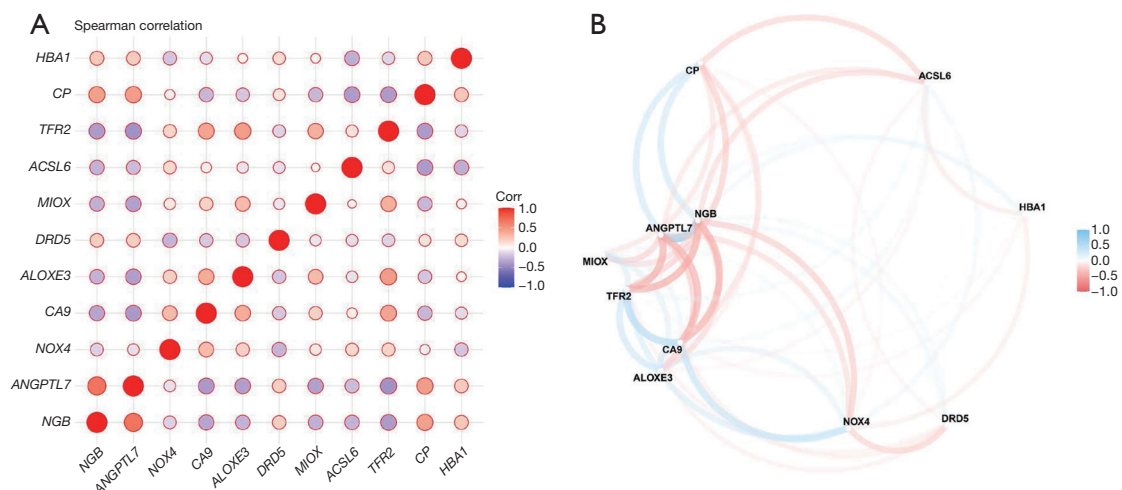 A
Spearman correlation
HBA1
CP
TFR2
ACSL6
MIOX
DRD5
ALOXE3
CA9
NOX4
ANGPTL7
NGB
NGB
ANGPTL7
NOX4
CA9
ALOXE3
DRD5
MIOX
ACSL6
TFR2
CP
HBA1
Corr
1.0
0.5
0.0
−0.5
−1.0
B
CP
ACSL6
HBA1
NGB
ANGPTL7
MIOX
TFR2
CA9
ALOXE3
NOX4
DRD5
1.0
0.5
0.0
−0.5
−1.0